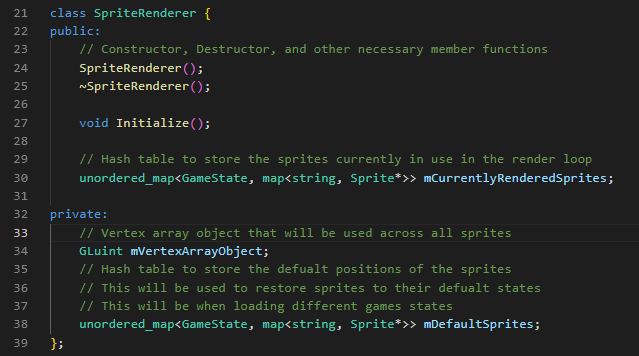 21 class SpriteRenderer {
22 public:
23 // Constructor, Destructor, and other necessary member functions
24 SpriteRenderer();
25 ~SpriteRenderer();
26
27 void Initialize();
28
29 // Hash table to store the sprites currently in use in the render loop
30 unordered_map<GameState, map<string, Sprite*>> mCurrentlyRenderedSprites;
31
32 private:
33 // Vertex array object that will be used across all sprites
34 GLuint mVertexArrayObject;
35 // Hash table to store the defualt positions of the sprites
36 // This will be used to restore sprites to their defualt states
37 // This will be when loading different games states
38 unordered_map<GameState, map<string, Sprite*>> mDefaultSprites;
39 };